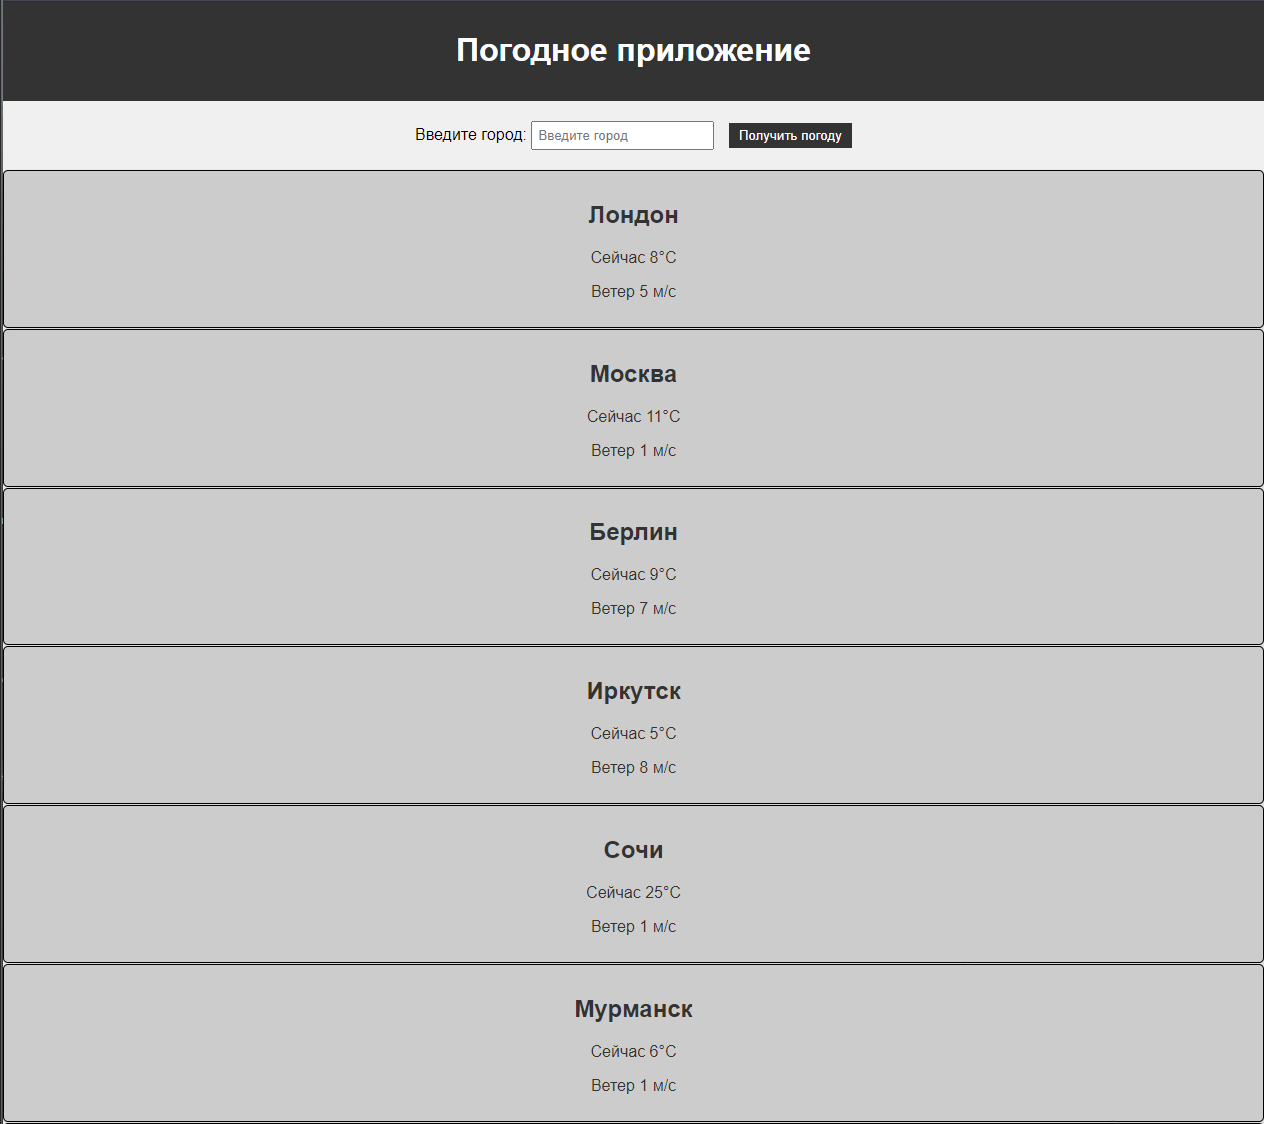 Погодное приложение
Введите город: Введите город Получить погоду
Лондон
Сейчас 8°C
Ветер 5 м/с
Москва
Сейчас 11°C
Ветер 1 м/с
Берлин
Сейчас 9°C
Ветер 7 м/с
Иркутск
Сейчас 5°C
Ветер 8 м/с
Сочи
Сейчас 25°C
Ветер 1 м/с
Мурманск
Сейчас 6°C
Ветер 1 м/с